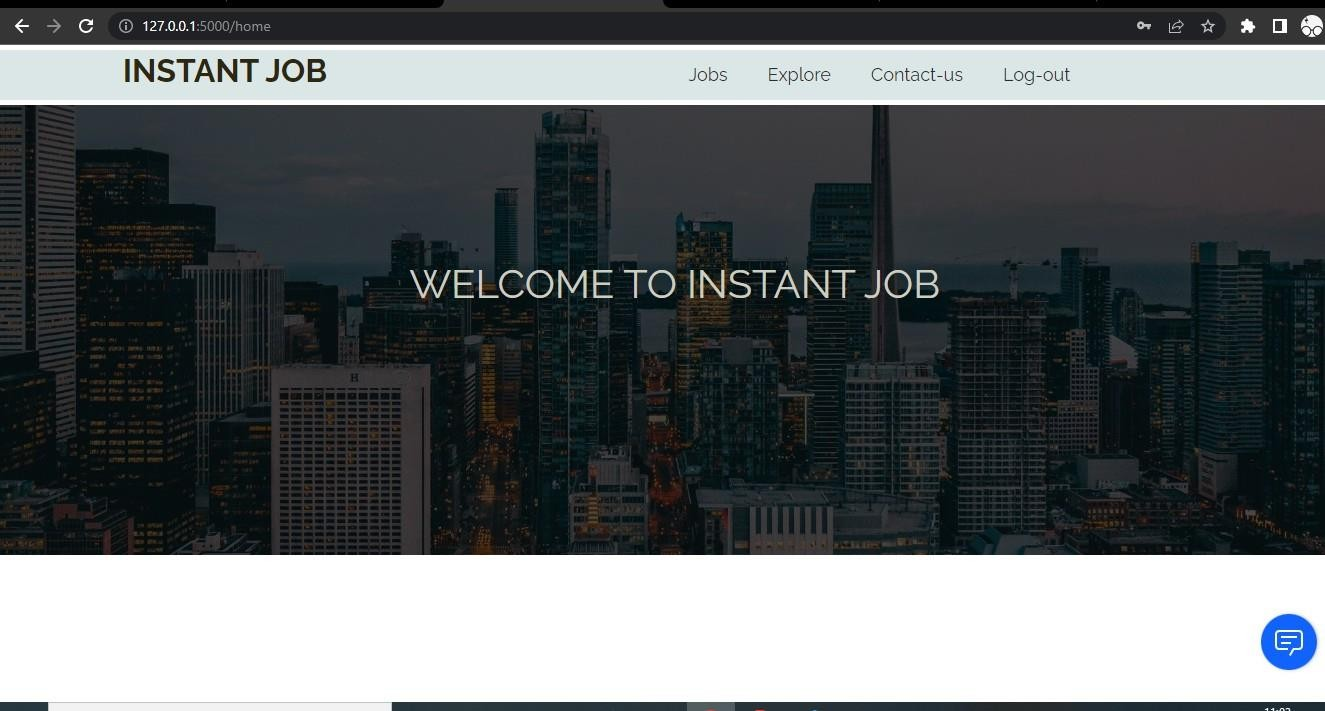 127.0.0.1:5000/home
INSTANT JOB
Jobs Explore Contact-us Log-out
WELCOME TO INSTANT JOB
H